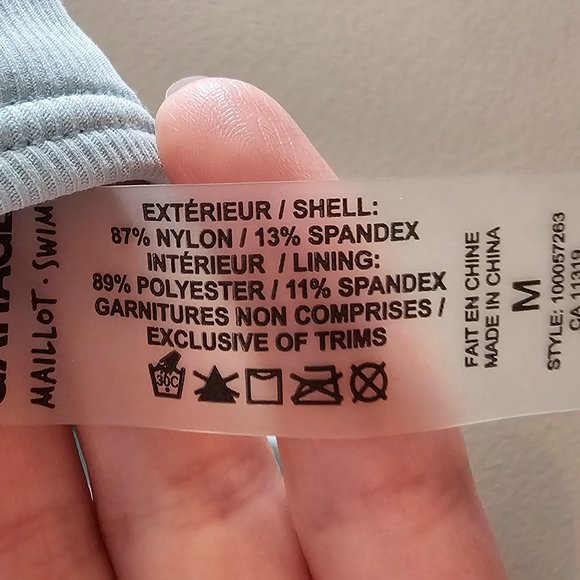 GARAGE
MAILLOT · SWIM
EXTÉRIEUR / SHELL:
87% NYLON / 13% SPANDEX
INTÉRIEUR / LINING:
89% POLYESTER / 11% SPANDEX
GARNITURES NON COMPRISES /
EXCLUSIVE OF TRIMS
30C
FAIT EN CHINE
MADE IN CHINA
M
STYLE: 100057263
CA 11319